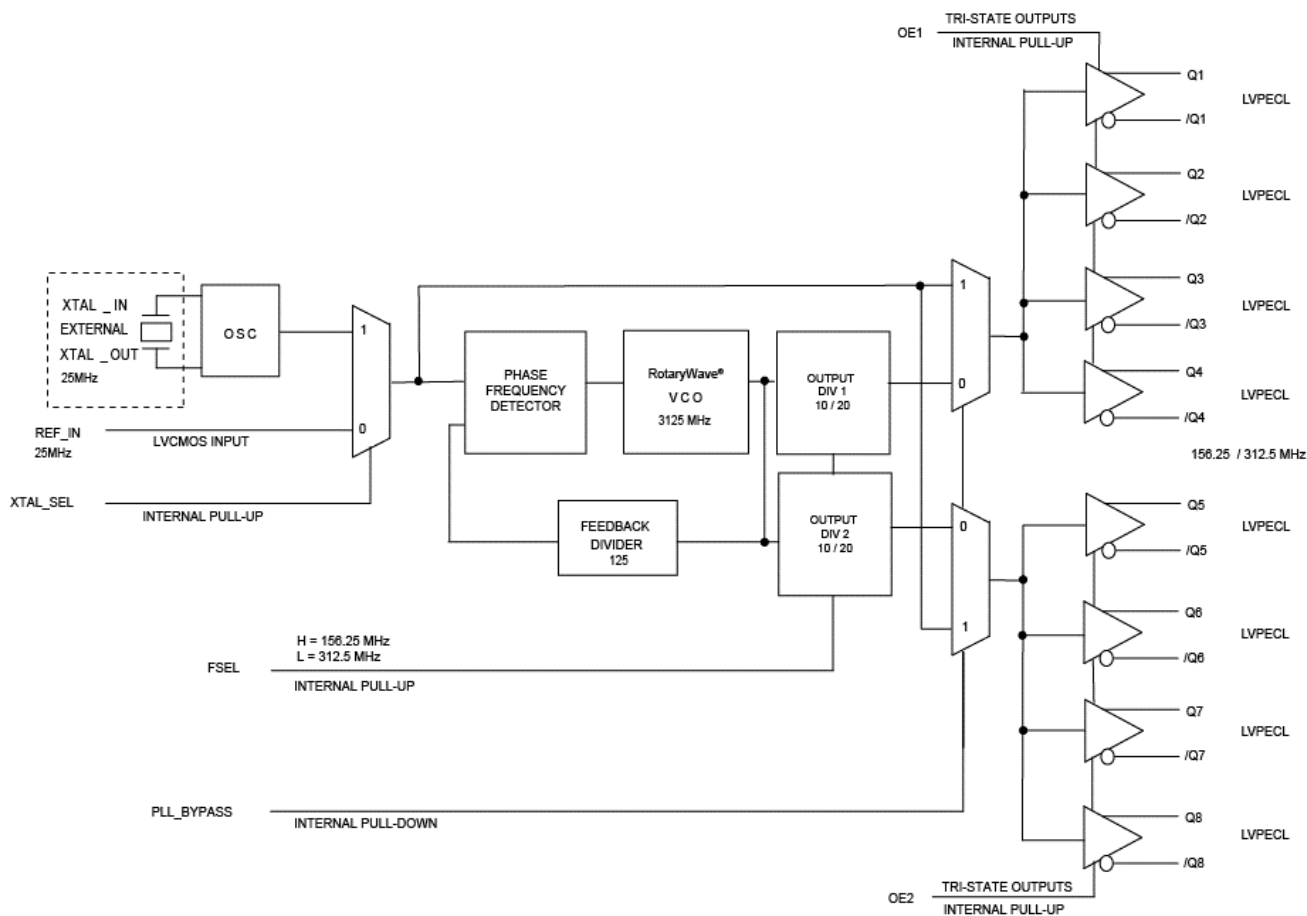 OE1
TRI-STATE OUTPUTS
INTERNAL PULL-UP
Q1
LVPECL
/Q1
Q2
LVPECL
/Q2
Q3
LVPECL
/Q3
Q4
LVPECL
/Q4
156.25 / 312.5 MHz
XTAL _ IN
EXTERNAL
XTAL _ OUT
25MHz
OSC
1
0
REF_IN
25MHz
LVCMOS INPUT
XTAL_SEL
INTERNAL PULL-UP
PHASE
FREQUENCY
DETECTOR
RotaryWave®
V C O
3125 MHz
OUTPUT
DIV 1
10 / 20
1
0
FEEDBACK
DIVIDER
125
OUTPUT
DIV 2
10 / 20
0
1
FSEL
H = 156.25 MHz
L = 312.5 MHz
INTERNAL PULL-UP
PLL_BYPASS
INTERNAL PULL-DOWN
Q5
LVPECL
/Q5
Q6
LVPECL
/Q6
Q7
LVPECL
/Q7
Q8
LVPECL
/Q8
OE2
TRI-STATE OUTPUTS
INTERNAL PULL-UP